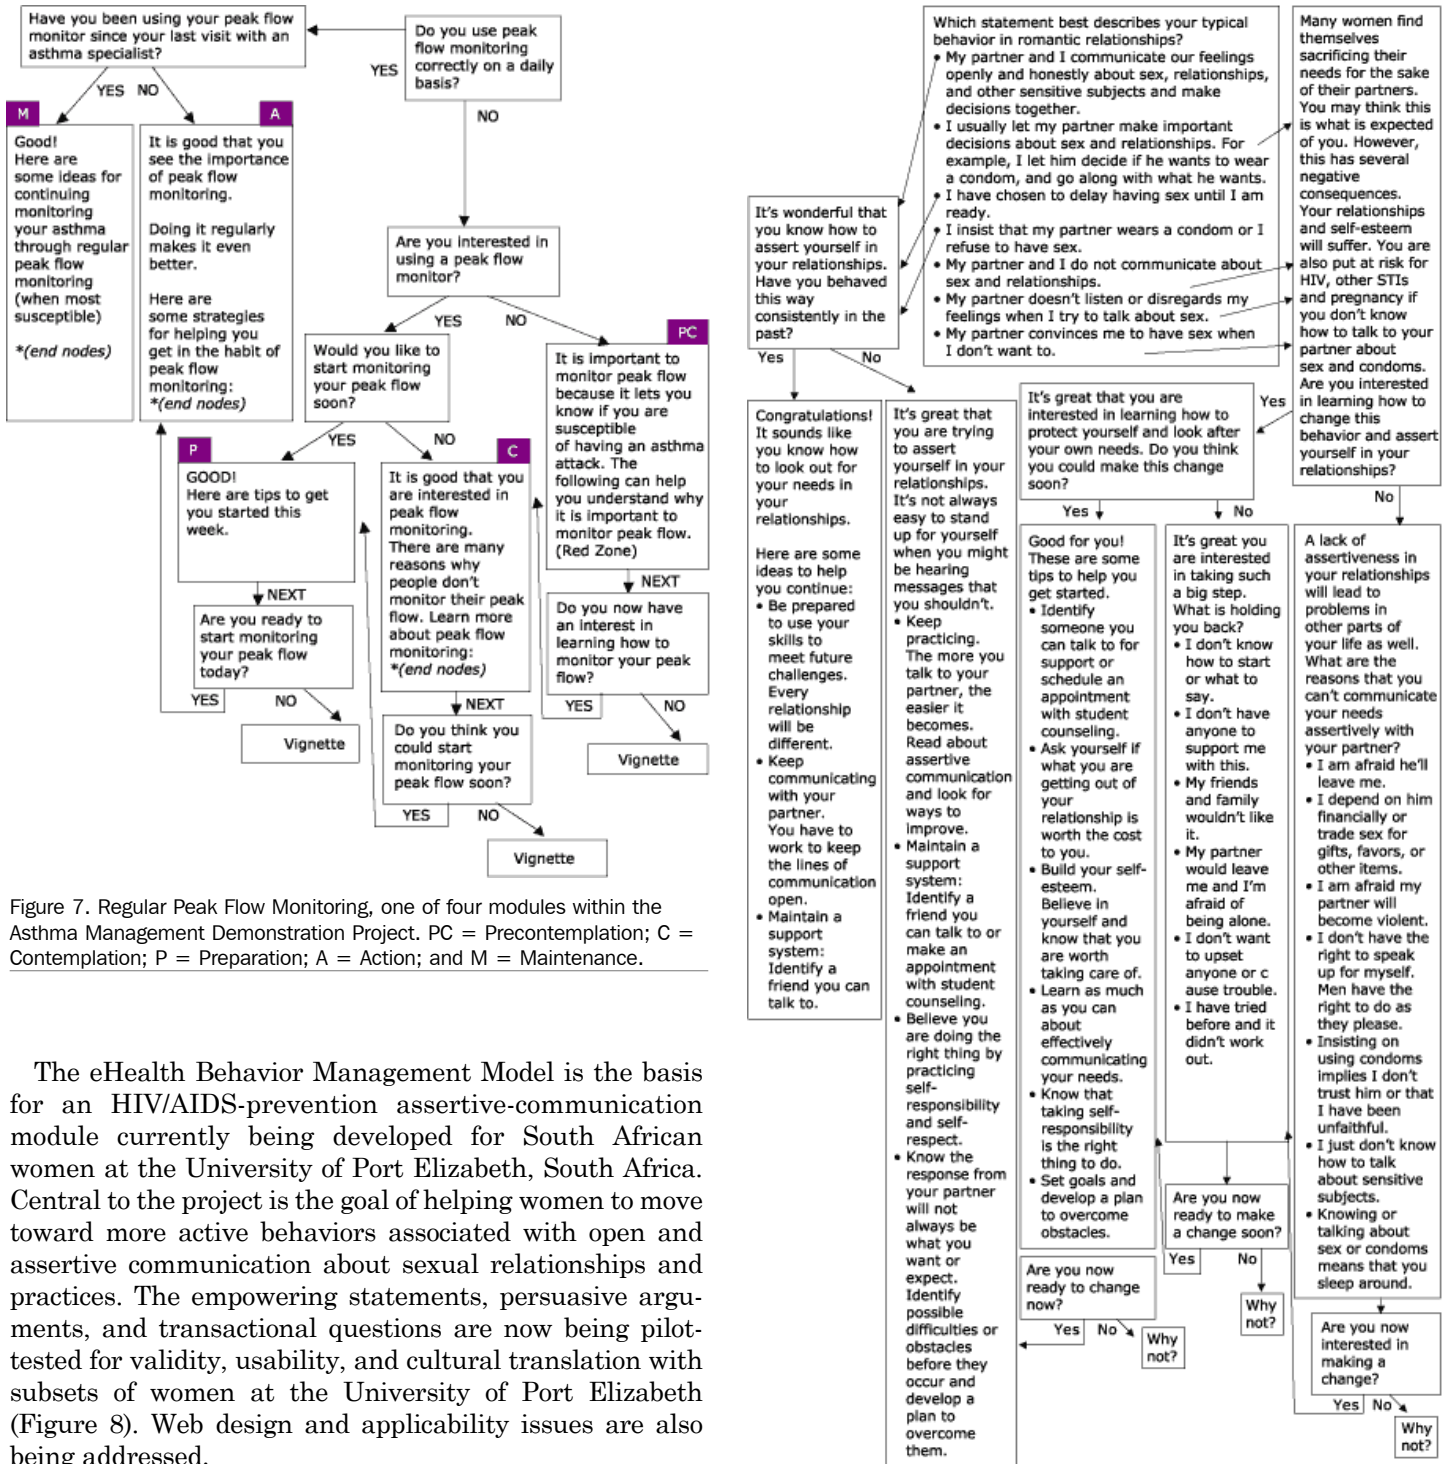 Have you been using your peak flow
monitor since your last visit with an
asthma specialist?
Do you use peak
flow monitoring
correctly on a daily
basis?
YES
YES NO
NO
M
Good!
Here are
some ideas for
continuing
monitoring
your asthma
through regular
peak flow
monitoring
(when most
susceptible)
*(end nodes)
A
It is good that you
see the importance
of peak flow
monitoring.
Doing it regularly
makes it even
better.
Here are
some strategies
for helping you
get in the habit of
peak flow
monitoring:
*(end nodes)
Are you interested in
using a peak flow
monitor?
YES
NO
Would you like to
start monitoring
your peak flow
soon?
YES
NO
PC
It is important to
monitor peak flow
because it lets you
know if you are
susceptible
of having an asthma
attack. The
following can help
you understand why
it is important to
monitor peak flow.
(Red Zone)
NEXT
P
GOOD!
Here are tips to get
you started this
week.
NEXT
Are you ready to
start monitoring
your peak flow
today?
YES
NO
Vignette
C
It is good that you
are interested in
peak flow
monitoring.
There are many
reasons why
people don't
monitor their peak
flow. Learn more
about peak flow
monitoring:
*(end nodes)
NEXT
Do you think you
could start
monitoring your
peak flow soon?
YES
NO
Vignette
Do you now have
an interest in
learning how to
monitor your peak
flow?
YES
NO
Vignette
Figure 7. Regular Peak Flow Monitoring, one of four modules within the
Asthma Management Demonstration Project. PC = Precontemplation; C =
Contemplation; P = Preparation; A = Action; and M = Maintenance.
The eHealth Behavior Management Model is the basis
for an HIV/AIDS-prevention assertive-communication
module currently being developed for South African
women at the University of Port Elizabeth, South Africa.
Central to the project is the goal of helping women to move
toward more active behaviors associated with open and
assertive communication about sexual relationships and
practices. The empowering statements, persuasive argu-
ments, and transactional questions are now being pilot-
tested for validity, usability, and cultural translation with
subsets of women at the University of Port Elizabeth
(Figure 8). Web design and applicability issues are also
being addressed.
Which statement best describes your typical
behavior in romantic relationships?
• My partner and I communicate our feelings
openly and honestly about sex, relationships,
and other sensitive subjects and make
decisions together.
• I usually let my partner make important
decisions about sex and relationships. For
example, I let him decide if he wants to wear
a condom, and go along with what he wants.
• I have chosen to delay having sex until I am
ready.
• I insist that my partner wears a condom or I
refuse to have sex.
• My partner and I do not communicate about
sex and relationships.
• My partner doesn't listen or disregards my
feelings when I try to talk about sex.
• My partner convinces me to have sex when
I don't want to.
Many women find
themselves
sacrificing their
needs for the sake
of their partners.
You may think this
is what is expected
of you. However,
this has several
negative
consequences.
Your relationships
and self-esteem
will suffer. You are
also put at risk for
HIV, other STIs
and pregnancy if
you don't know
how to talk to your
partner about
sex and condoms.
Are you interested
in learning how to
change this
behavior and assert
yourself in your
relationships?
Yes
No
It's wonderful that
you know how to
assert yourself in
your relationships.
Have you behaved
this way
consistently in the
past?
Yes
No
Congratulations!
It sounds like
you know how
to look out for
your needs in
your
relationships.
Here are some
ideas to help
you continue:
• Be prepared
to use your
skills to
meet future
challenges.
Every
relationship
will be
different.
• Keep
communicating
with your
partner.
You have to
work to keep
the lines of
communication
open.
• Maintain a
support
system:
Identify a
friend you can
talk to.
It's great that
you are trying
to assert
yourself in your
relationships.
It's not always
easy to stand
up for yourself
when you might
be hearing
messages that
you shouldn't.
• Keep
practicing.
The more you
talk to your
partner, the
easier it
becomes.
Read about
assertive
communication
and look for
ways to
improve.
• Maintain a
support
system:
Identify a
friend you
can talk to or
make an
appointment
with student
counseling.
• Believe you
are doing the
right thing by
practicing
self-
responsibility
and self-
respect.
• Know the
response from
your partner
will not
always be
what you
want or
expect.
Identify
possible
difficulties or
obstacles
before they
occur and
develop a
plan to
overcome
them.
It's great that you are
interested in learning how to
protect yourself and look after
your own needs. Do you think
you could make this change
soon?
Yes
No
Good for you!
These are some
tips to help you
get started.
• Identify
someone you
can talk to for
support or
schedule an
appointment
with student
counseling.
• Ask yourself if
what you are
getting out of
your
relationship is
worth the cost
to you.
• Build your self-
esteem.
Believe in
yourself and
know that you
are worth
taking care of.
• Learn as much
as you can
about
effectively
communicating
your needs.
• Know that
taking self-
responsibility
is the right
thing to do.
• Set goals and
develop a plan
to overcome
obstacles.
Are you now
ready to change
now?
Yes
No
Why
not?
It's great you
are interested
in taking such
a big step.
What is holding
you back?
• I don't know
how to start
or what to
say.
• I don't have
anyone to
support me
with this.
• My friends
and family
wouldn't like
it.
• My partner
would leave
me and I'm
afraid of
being alone.
• I don't want
to upset
anyone or c
ause trouble.
• I have tried
before and it
didn't work
out.
Are you now
ready to make
a change soon?
Yes
No
Why
not?
A lack of
assertiveness in
your relationships
will lead to
problems in
other parts of
your life as well.
What are the
reasons that you
can't communicate
your needs
assertively with
your partner?
• I am afraid he'll
leave me.
• I depend on him
financially or
trade sex for
gifts, favors, or
other items.
• I am afraid my
partner will
become violent.
• I don't have the
right to speak
up for myself.
Men have the
right to do as
they please.
• Insisting on
using condoms
implies I don't
trust him or that
I have been
unfaithful.
• I just don't know
how to talk
about sensitive
subjects.
• Knowing or
talking about
sex or condoms
means that you
sleep around.
Are you now
interested in
making a
change?
Yes
No
Why
not?